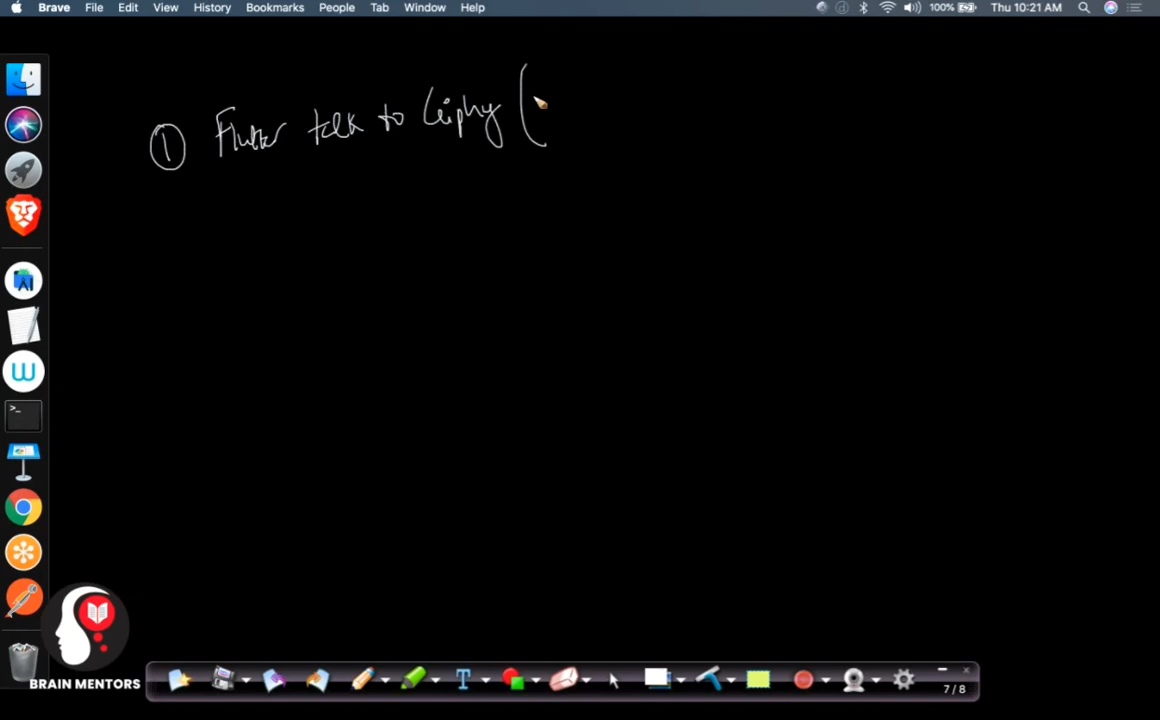 Brave File Edit View History Bookmarks People Tab Window Help 100% Thu 10:21 AM
① Flutter talk to Giphy (
W
>_
BRAIN MENTORS
T
7 / 8